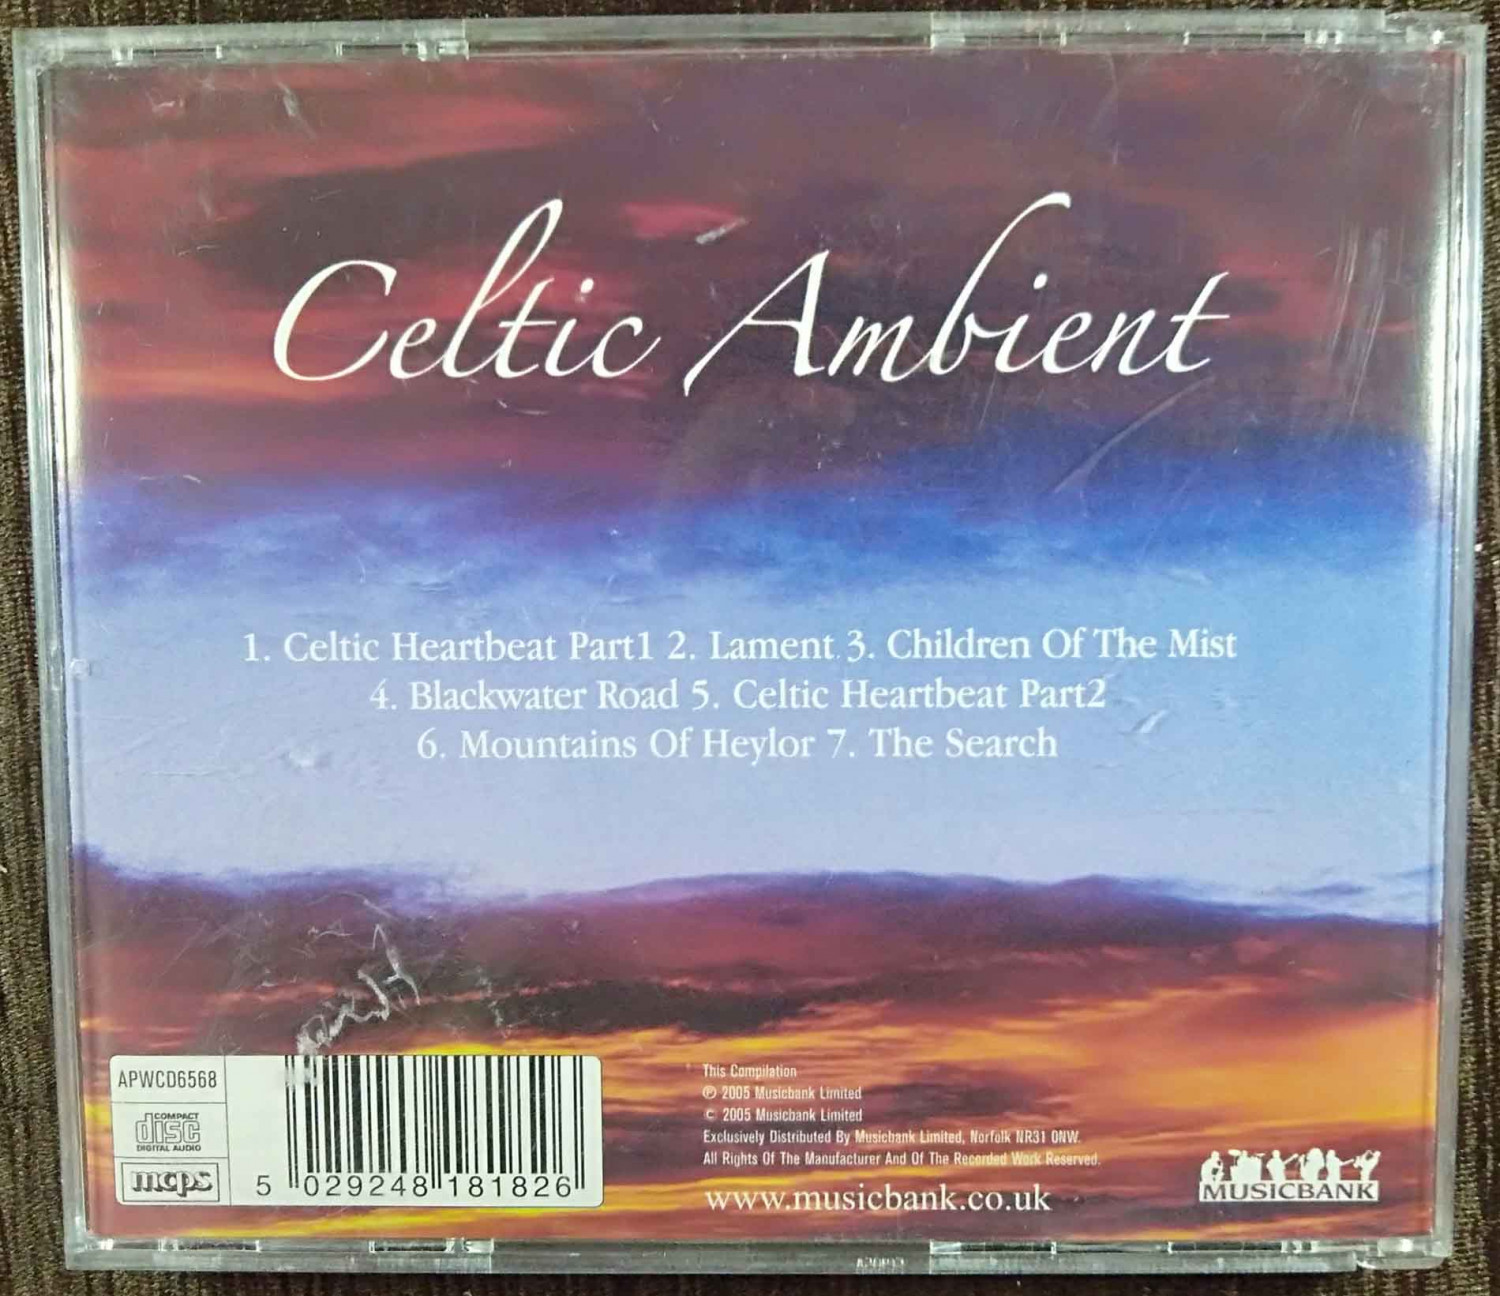 Celtic Ambient
1. Celtic Heartbeat Part1 2. Lament 3. Children Of The Mist
4. Blackwater Road 5. Celtic Heartbeat Part2
6. Mountains Of Heylor 7. The Search
APWCD6568
COMPACT
disc
DIGITAL AUDIO
mcps
5 029248 181826
This Compilation
℗ 2005 Musicbank Limited
© 2005 Musicbank Limited
Exclusively Distributed By Musicbank Limited, Norfolk NR31 0NW.
All Rights Of The Manufacturer And Of The Recorded Work Reserved.
www.musicbank.co.uk
MUSICBANK